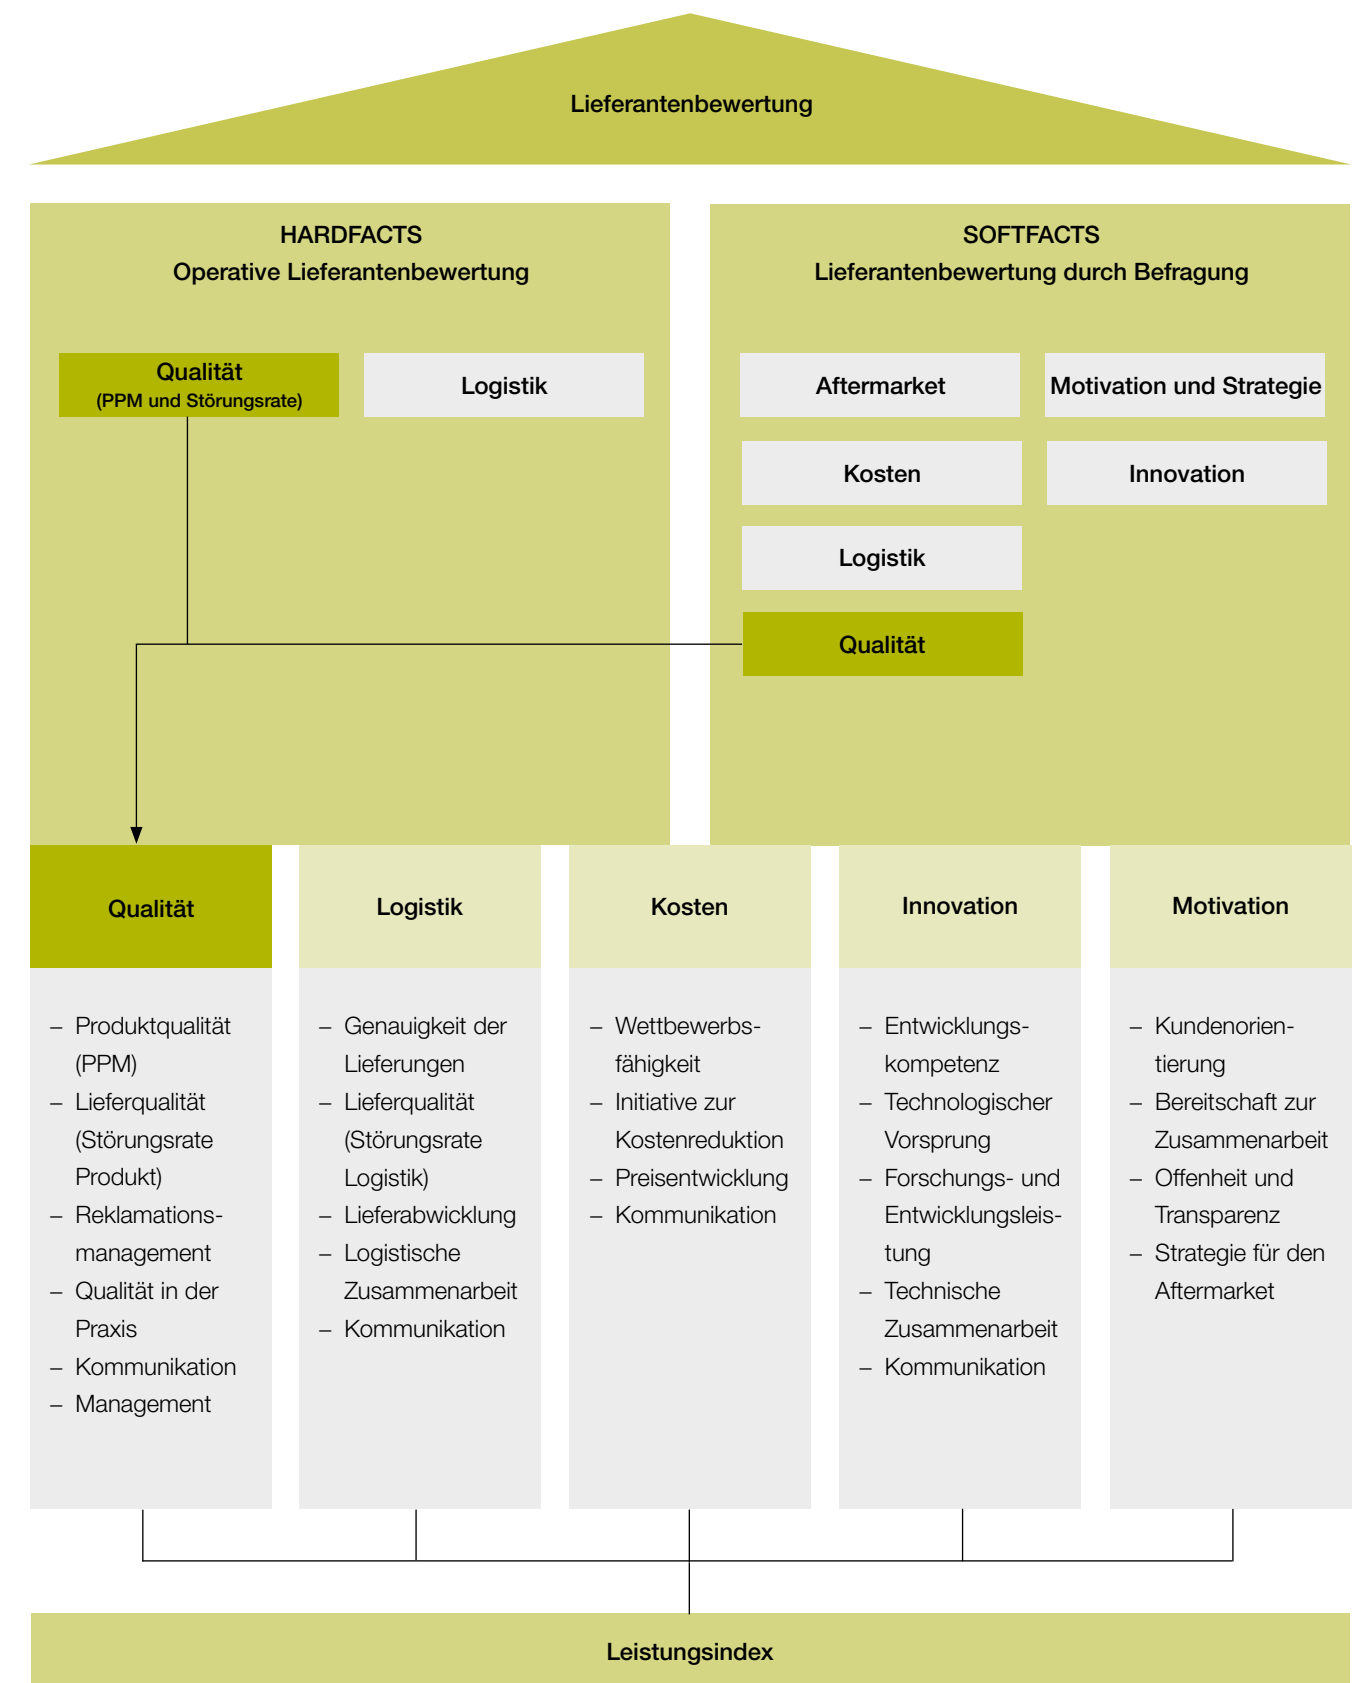 Lieferantenbewertung
HARDFACTS
Operative Lieferantenbewertung
Qualität
(PPM und Störungsrate)
Logistik
SOFTFACTS
Lieferantenbewertung durch Befragung
Aftermarket
Motivation und Strategie
Kosten
Innovation
Logistik
Qualität
Qualität
– Produktqualität
(PPM)
– Lieferqualität
(Störungsrate
Produkt)
– Reklamations-
management
– Qualität in der
Praxis
– Kommunikation
– Management
Logistik
– Genauigkeit der
Lieferungen
– Lieferqualität
(Störungsrate
Logistik)
– Lieferabwicklung
– Logistische
Zusammenarbeit
– Kommunikation
Kosten
– Wettbewerbs-
fähigkeit
– Initiative zur
Kostenreduktion
– Preisentwicklung
– Kommunikation
Innovation
– Entwicklungs-
kompetenz
– Technologischer
Vorsprung
– Forschungs- und
Entwicklungsleis-
tung
– Technische
Zusammenarbeit
– Kommunikation
Motivation
– Kundenorien-
tierung
– Bereitschaft zur
Zusammenarbeit
– Offenheit und
Transparenz
– Strategie für den
Aftermarket
Leistungsindex